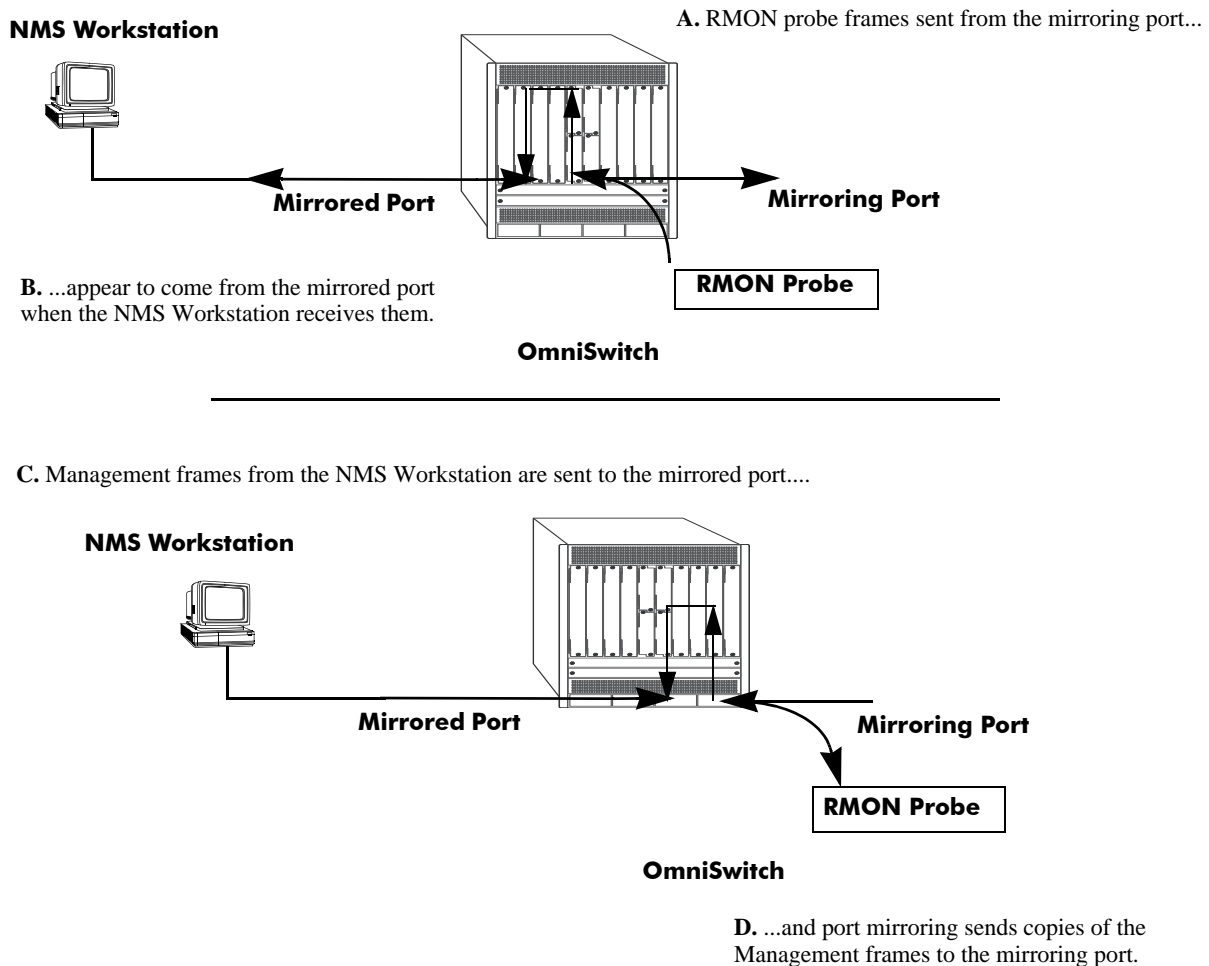 NMS Workstation
A. RMON probe frames sent from the mirroring port...
Mirrored Port
Mirroring Port
B. ...appear to come from the mirrored port
when the NMS Workstation receives them.
RMON Probe
OmniSwitch
C. Management frames from the NMS Workstation are sent to the mirrored port....
NMS Workstation
Mirrored Port
Mirroring Port
RMON Probe
OmniSwitch
D. ...and port mirroring sends copies of the
Management frames to the mirroring port.